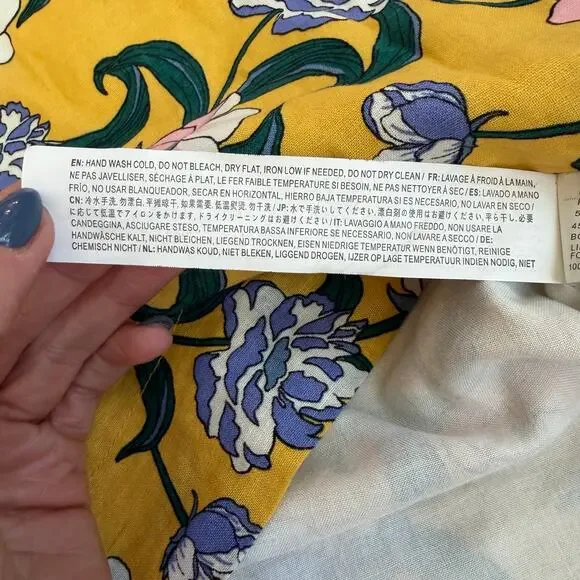 EN: HAND WASH COLD, DO NOT BLEACH, DRY FLAT, IRON LOW IF NEEDED, DO NOT DRY CLEAN / FR: LAVAGE À FROID À LA MAIN,
NE PAS JAVELLISER, SÉCHAGE À PLAT, LE FER FAIBLE TEMPERATURE SI BESOIN, NE PAS NETTOYER À SEC / ES: LAVADO A MANO
FRÍO, NO USAR BLANQUEADOR, SECAR EN HORIZONTAL, HIERRO BAJA TEMPERATURA SI ES NECESARIO, NO LAVAR EN SECO/
CN: 冷水手洗, 勿漂白, 平摊晾干, 如果需要, 低温熨烫, 勿干洗 / JP: 水で手洗いしてください. 漂白剤の使用はお避けください, 平ら干し. 必要
に応じて低温でアイロンをかけます, ドライクリーニングはお避けください / IT: LAVAGGIO A MANO FREDDO, NON USARE LA
CANDEGGINA, ASCIUGARE STESO, TEMPERATURA BASSA INFERIORE SE NECESSARIO, NON LAVARE A SECCO / DE:
HANDWÄSCHE KALT, NICHT BLEICHEN, LIEGEND TROCKNEN, EISEN NIEDRIGE TEMPERATUR WENN BENÖTIGT, REINIGE
CHEMISCH NICHT / NL: HANDWAS KOUD, NIET BLEKEN, LIGGEND DROGEN, IJZER OP LAGE TEMPERATUUR INDIEN NODIG, NIET